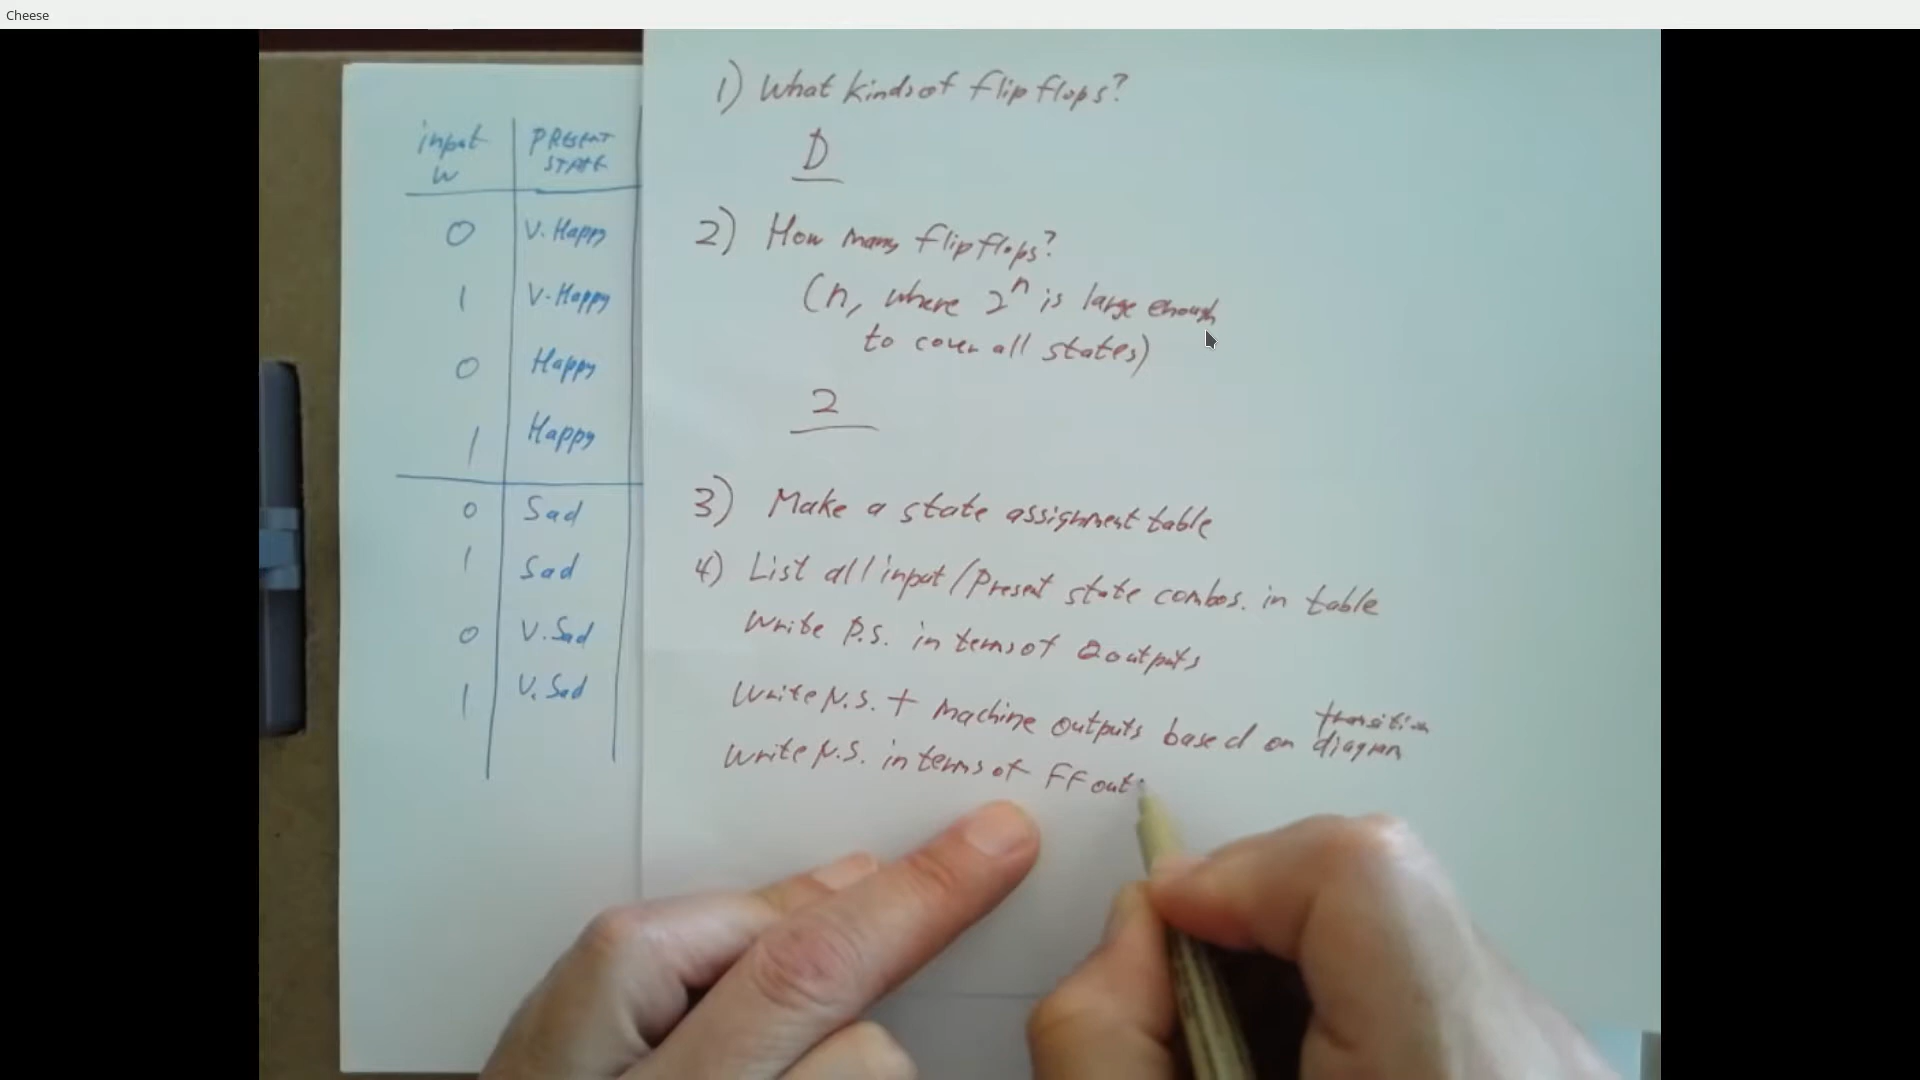 Cheese
input w | PRESENT STATE
0 | V. Happy
1 | V. Happy
0 | Happy
1 | Happy
0 | Sad
1 | Sad
0 | V. Sad
1 | V. Sad
1) What kinds of flip flops?
D
2) How many flip flops?
(n, where 2^n is large enough
to cover all states)
2
3) Make a state assignment table
4) List all input/Present state combos. in table
Write P.S. in terms of Q outputs
Write N.S. + machine outputs based on transition diagram
Write N.S. in terms of FF out